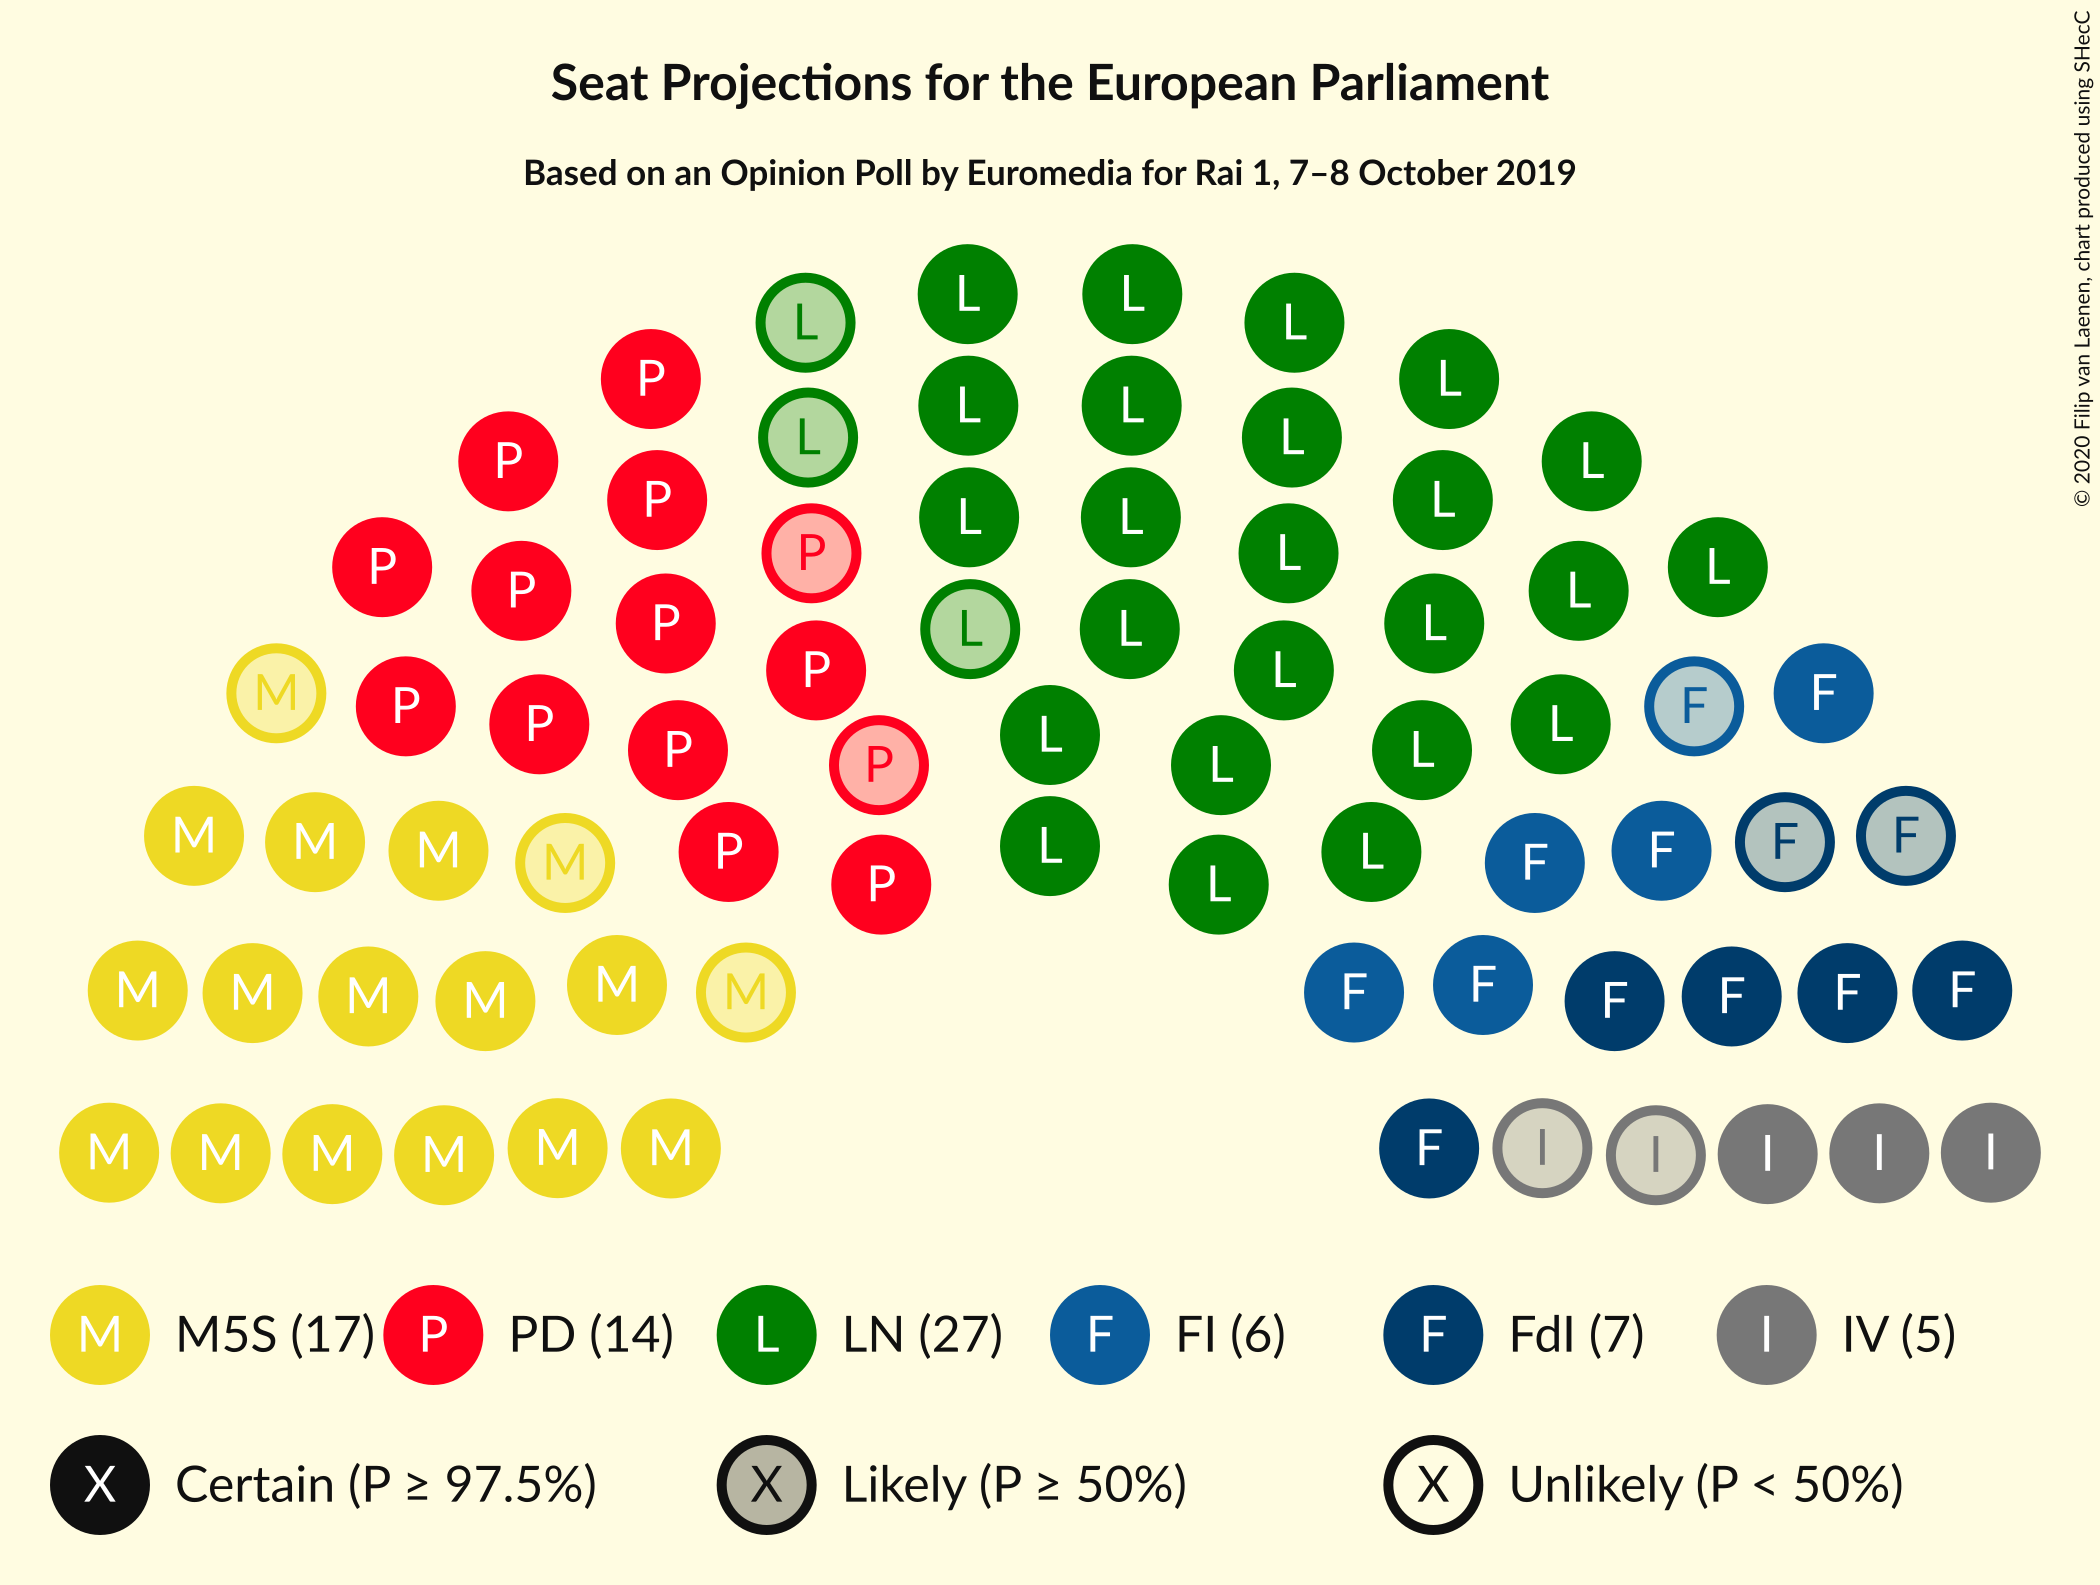 Seat Projections for the European Parliament
Based on an Opinion Poll by Euromedia for Rai 1, 7–8 October 2019
© 2020 Filip van Laenen, chart produced using SHecC
L L
L L
P L
L L
L L
P L
P L
P L
P L
L L
P L
P L
P L
P L
L L
P L
P L
M F
P F
P L
P L
L
P L
M F
M F
M F
P L
L
M F
P L
M F
M F
M F
M F
M F
M M
F F
M M M M M M F I I I I I
M M5S (17) P PD (14) L LN (27) F FI (6) F FdI (7) I IV (5)
X Certain (P ≥ 97.5%) X Likely (P ≥ 50%) X Unlikely (P < 50%)